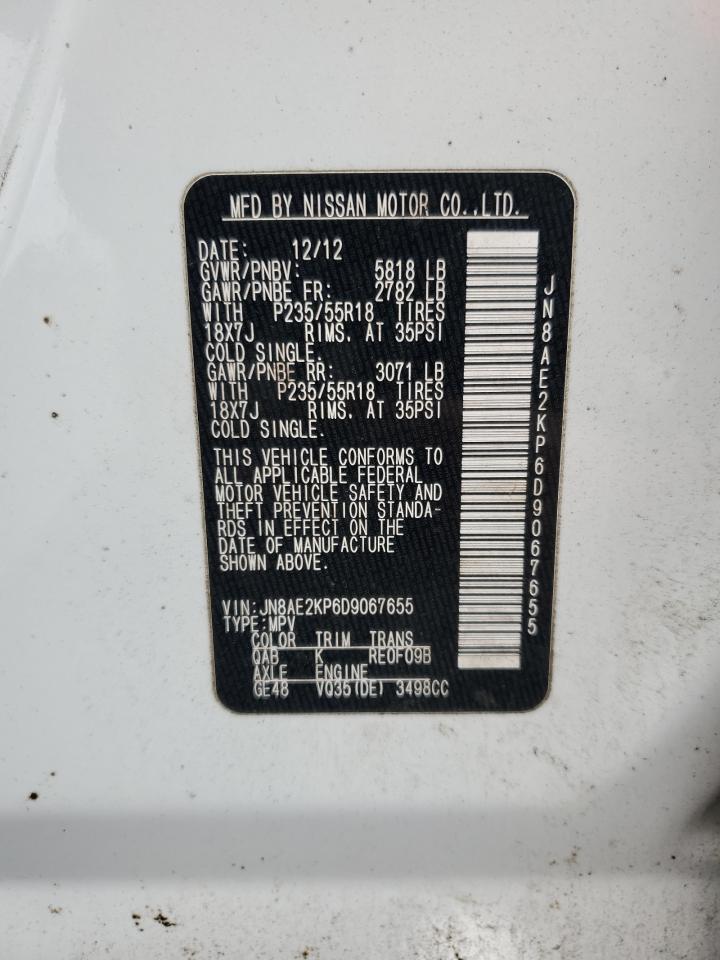 MFD BY NISSAN MOTOR CO.,LTD.
DATE: 12/12
GVWR/PNBV: 5818 LB
GAWR/PNBE FR: 2782 LB
WITH P235/55R18 TIRES
18X7J RIMS, AT 35PSI
COLD SINGLE.
GAWR/PNBE RR: 3071 LB
WITH P235/55R18 TIRES
18X7J RIMS, AT 35PSI
COLD SINGLE.
THIS VEHICLE CONFORMS TO
ALL APPLICABLE FEDERAL
MOTOR VEHICLE SAFETY AND
THEFT PREVENTION STANDA-
RDS IN EFFECT ON THE
DATE OF MANUFACTURE
SHOWN ABOVE.
VIN:JN8AE2KP6D9067655
TYPE:MPV
COLOR TRIM TRANS
QAB K RE0F09B
AXLE ENGINE
GE48 VQ35(DE) 3498CC
JN8AE2KP6D9067655